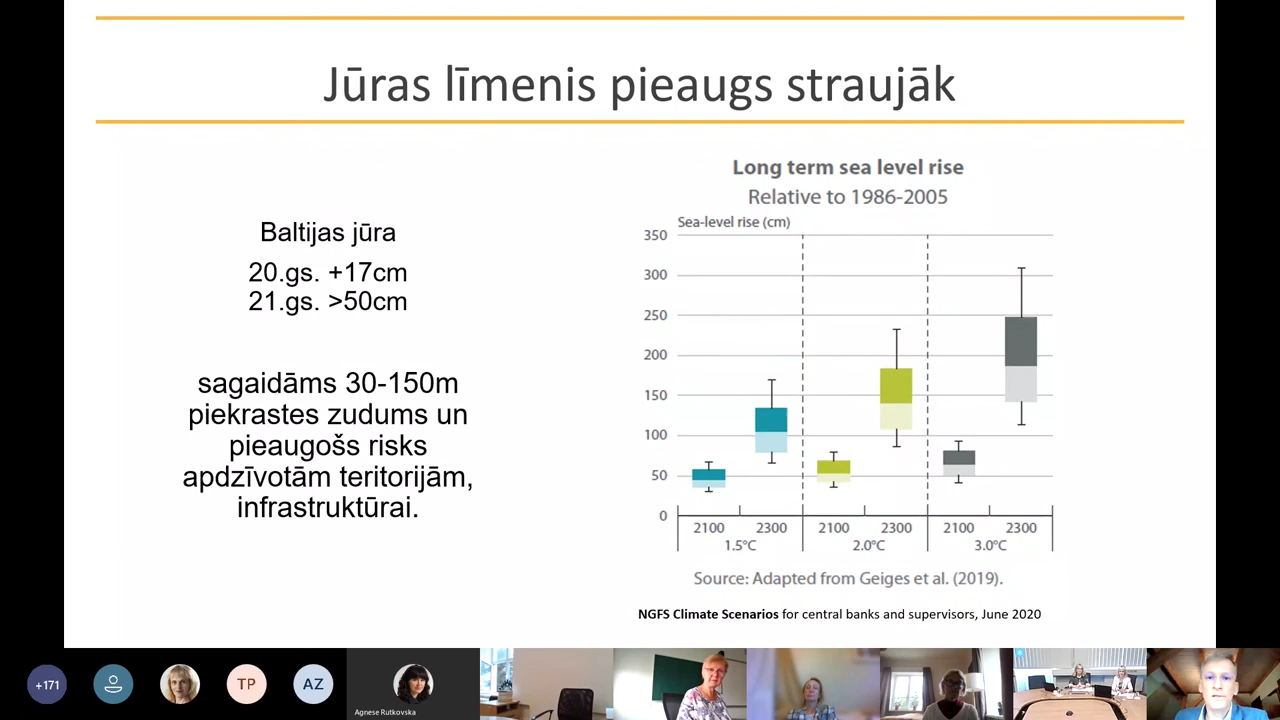 Jūras līmenis pieaugs straujāk
Baltijas jūra
20.gs. +17cm
21.gs. >50cm
sagaidāms 30-150m
piekrastes zudums un
pieaugošs risks
apdzīvotām teritorijām,
infrastruktūrai.
Long term sea level rise
Relative to 1986-2005
Sea-level rise (cm)
350
300
250
200
150
100
50
0
2100 2300 2100 2300 2100 2300
1.5°C 2.0°C 3.0°C
Source: Adapted from Geiges et al. (2019).
NGFS Climate Scenarios for central banks and supervisors, June 2020
+171
TP
AZ
Agnese Rutkovska